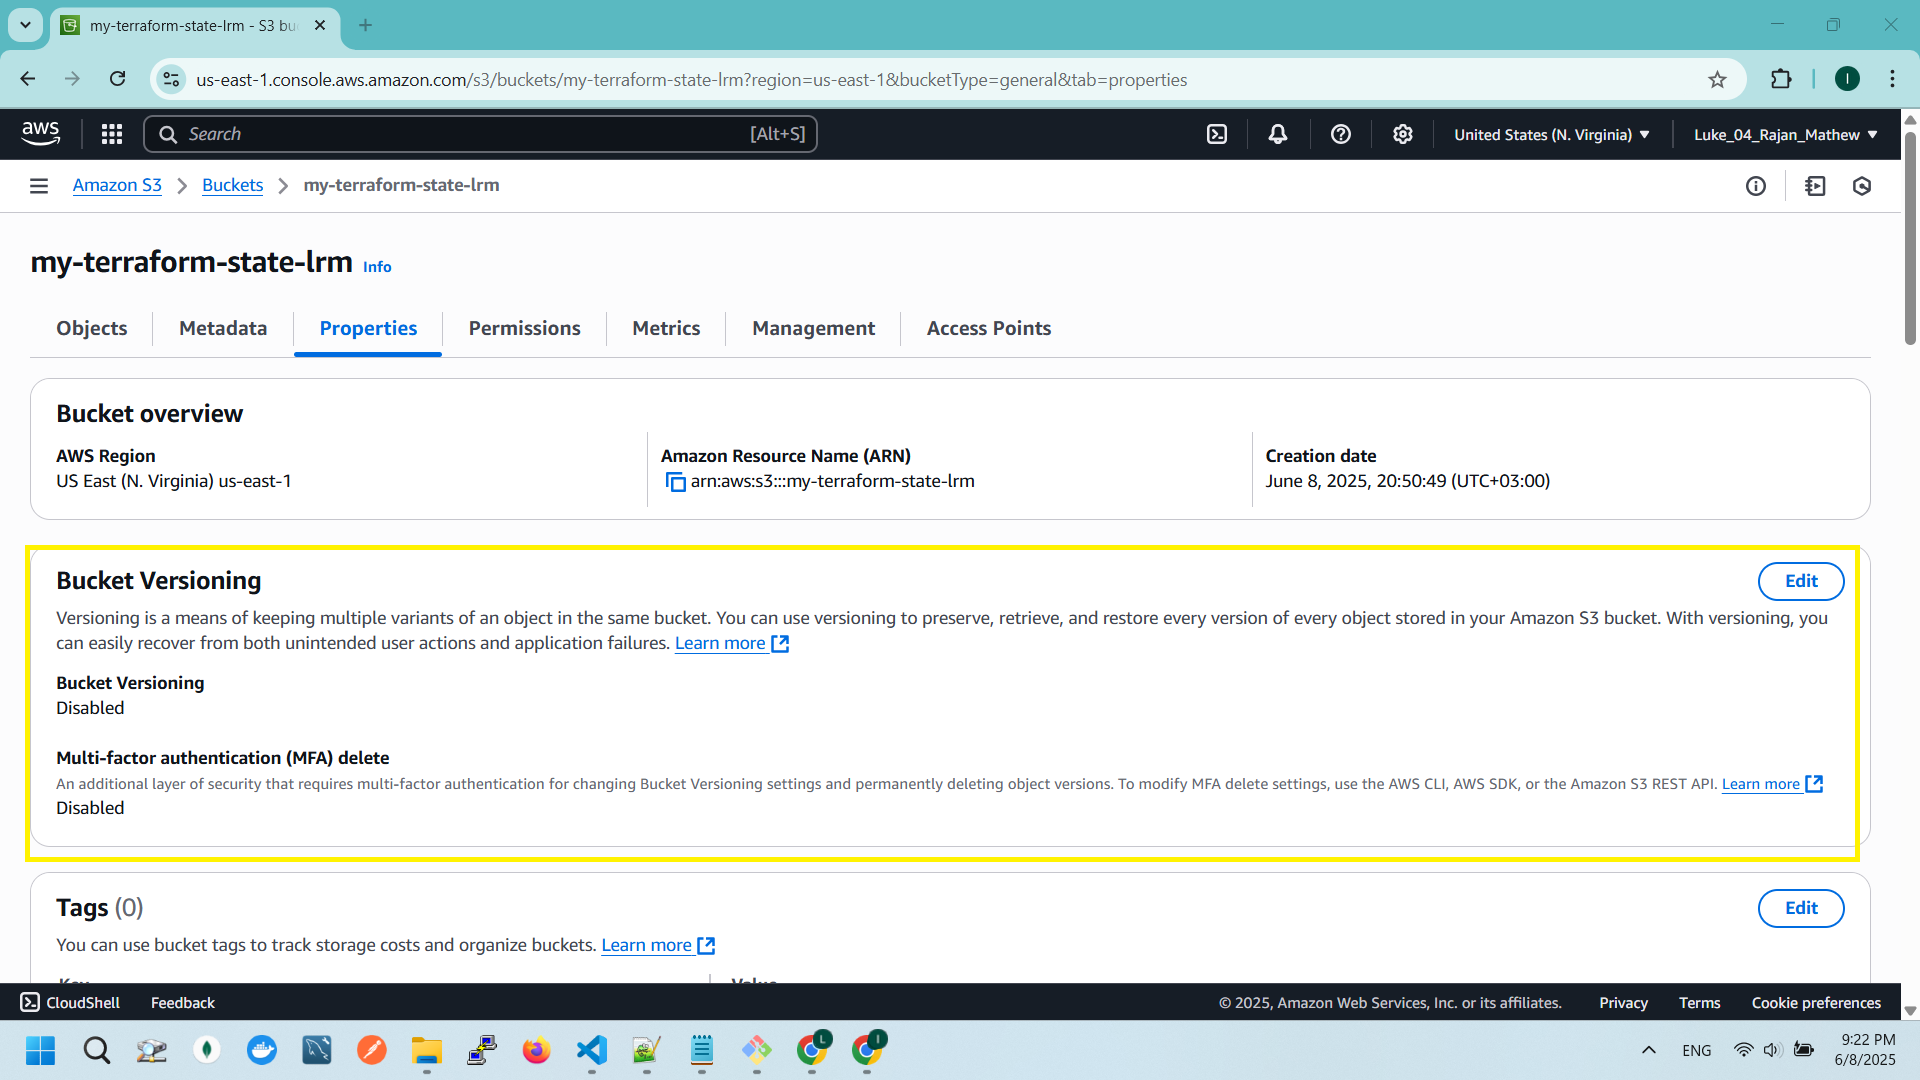 my-terraform-state-lrm - S3 bu
us-east-1.console.aws.amazon.com/s3/buckets/my-terraform-state-lrm?region=us-east-1&bucketType=general&tab=properties
I
aws
Search
[Alt+S]
United States (N. Virginia)
Luke_04_Rajan_Mathew
Amazon S3
Buckets
my-terraform-state-lrm
my-terraform-state-lrm Info
Objects
Metadata
Properties
Permissions
Metrics
Management
Access Points
Bucket overview
AWS Region
US East (N. Virginia) us-east-1
Amazon Resource Name (ARN)
arn:aws:s3:::my-terraform-state-lrm
Creation date
June 8, 2025, 20:50:49 (UTC+03:00)
Bucket Versioning
Edit
Versioning is a means of keeping multiple variants of an object in the same bucket. You can use versioning to preserve, retrieve, and restore every version of every object stored in your Amazon S3 bucket. With versioning, you
can easily recover from both unintended user actions and application failures. Learn more
Bucket Versioning
Disabled
Multi-factor authentication (MFA) delete
An additional layer of security that requires multi-factor authentication for changing Bucket Versioning settings and permanently deleting object versions. To modify MFA delete settings, use the AWS CLI, AWS SDK, or the Amazon S3 REST API. Learn more
Disabled
Tags (0)
Edit
You can use bucket tags to track storage costs and organize buckets. Learn more
Key
Value
CloudShell
Feedback
© 2025, Amazon Web Services, Inc. or its affiliates.
Privacy
Terms
Cookie preferences
L
I
ENG
9:22 PM
6/8/2025